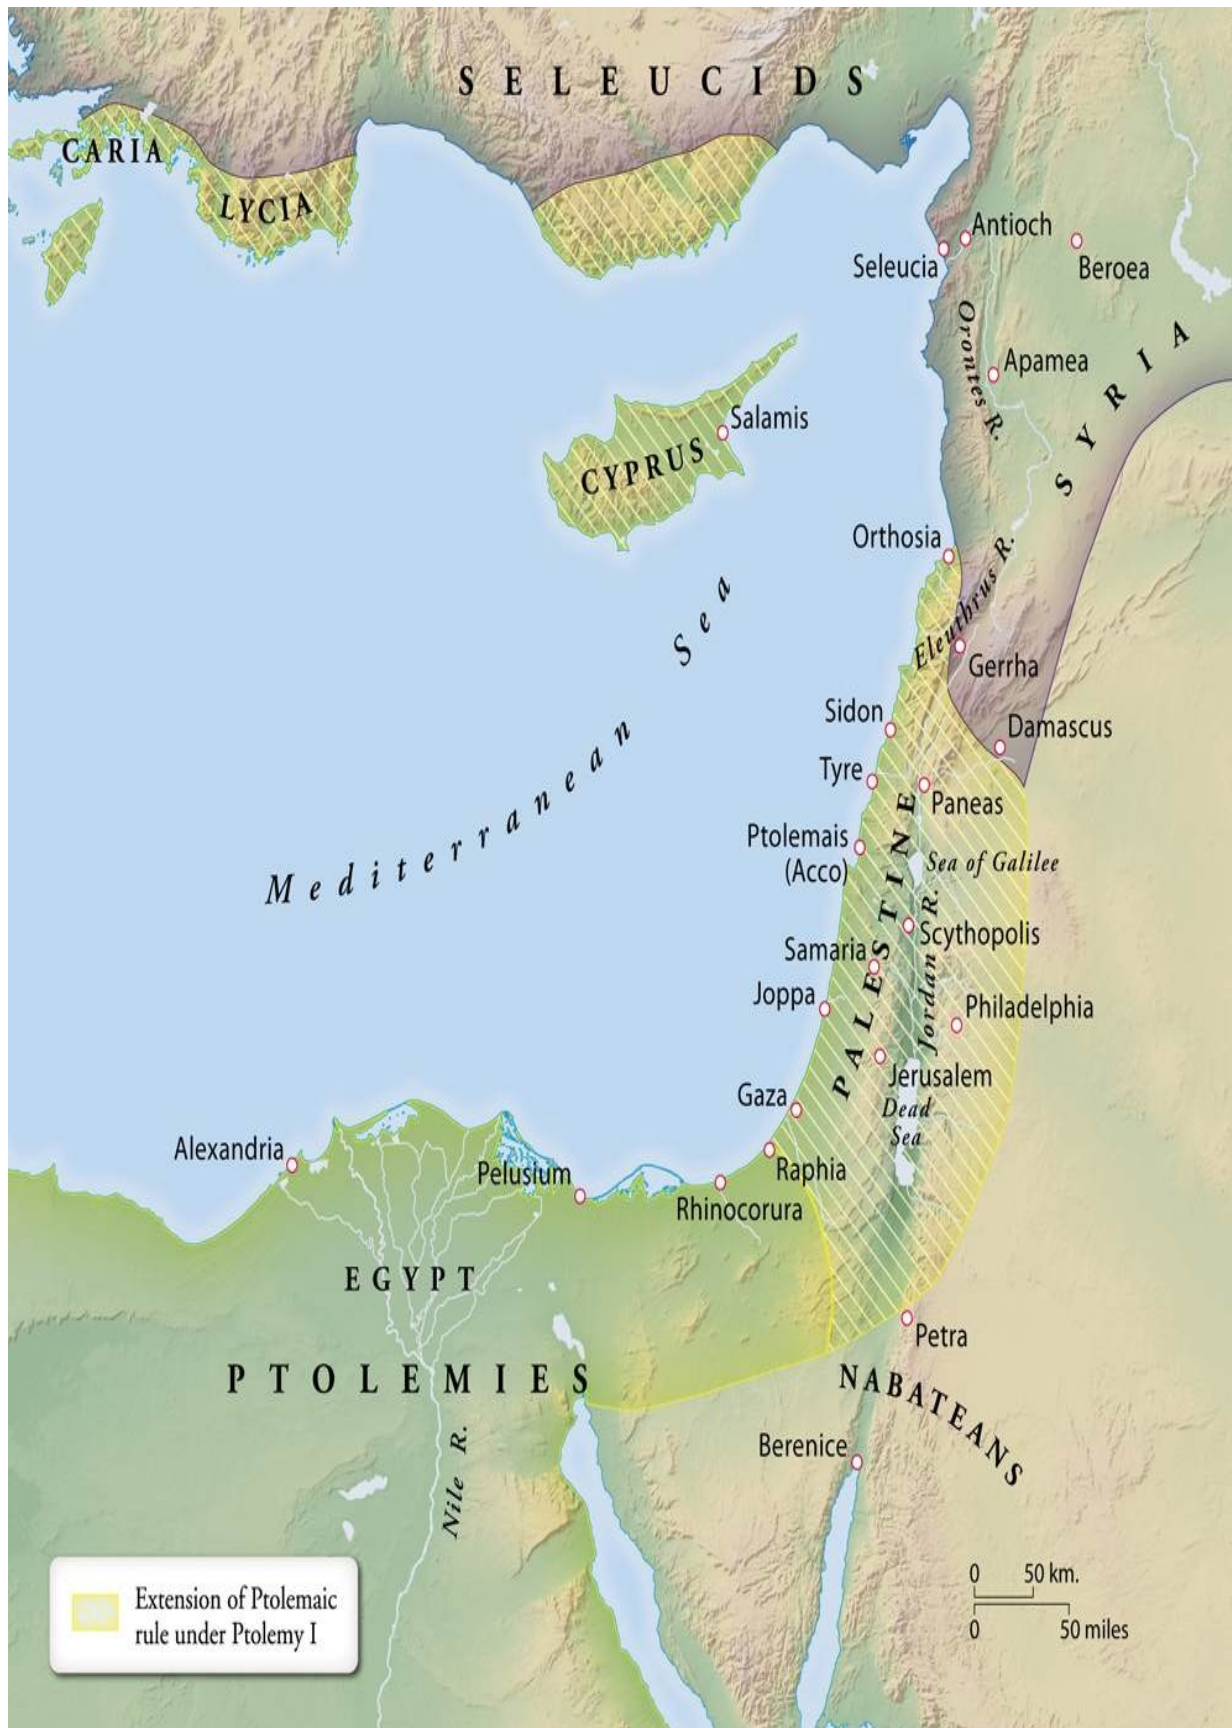 SELEUCIDS
CARIA
LYCIA
Antioch
Seleucia
Beroea
Orontes R.
Apamea
SYRIA
Salamis
CYPRUS
Orthosia
Eleuthrus R.
Gerrha
Mediterranean Sea
Sidon
Damascus
Tyre
Paneas
Ptolemais
(Acco)
Sea of Galilee
PALESTINE
Jordan R.
Scythopolis
Samaria
Joppa
Philadelphia
Jerusalem
Gaza
Dead
Sea
Alexandria
Raphia
Pelusium
Rhinocorura
EGYPT
Petra
PTOLEMIES
NABATEANS
Berenice
Nile R.
0 50 km.
0 50 miles
Extension of Ptolemaic
rule under Ptolemy I